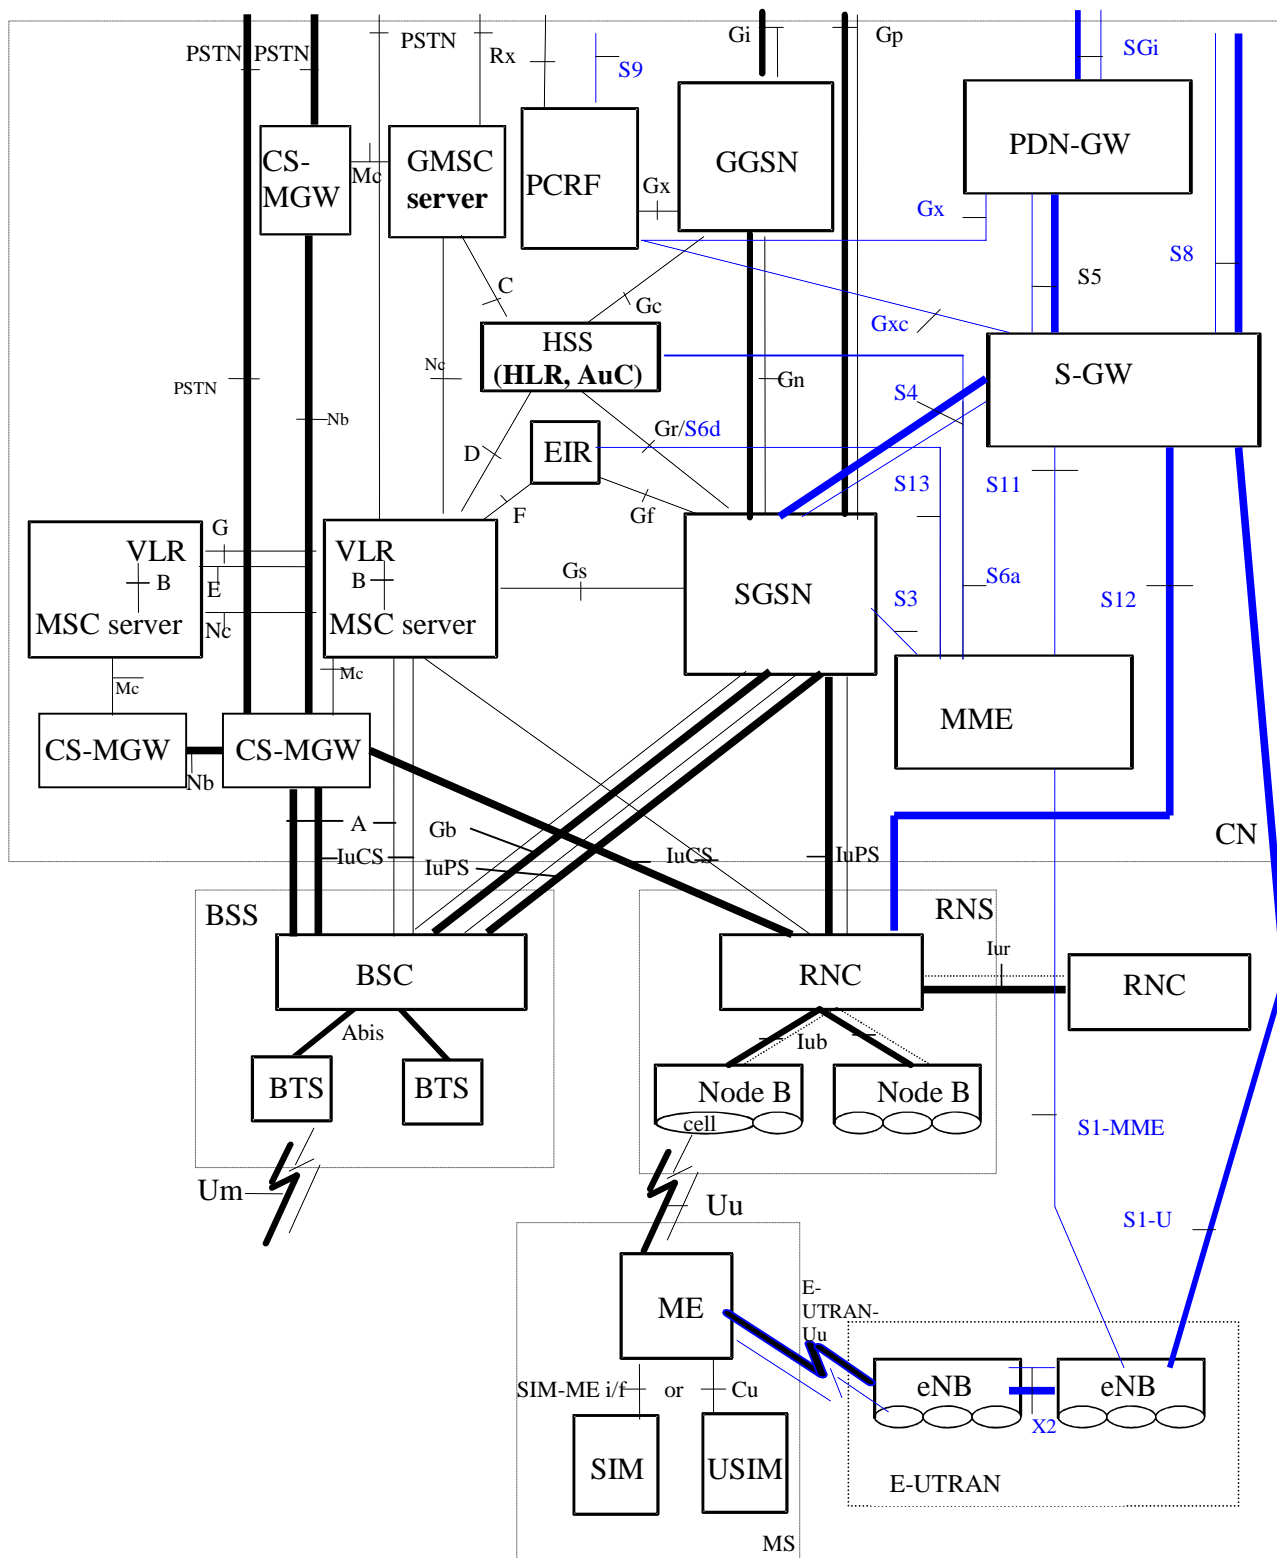 PSTN
PSTN
PSTN
Rx
S9
Gi
Gp
SGi
CS-
MGW
Mc
GMSC
server
PCRF
Gx
GGSN
PDN-GW
Gx
S8
S5
C
Gc
Gxc
HSS
(HLR, AuC)
Nc
PSTN
Gn
S-GW
S4
Nb
Gr/S6d
D
EIR
S13
S11
F
Gf
G
VLR
B
E
MSC server
Nc
VLR
B
MSC server
Gs
SGSN
S3
S6a
S12
Mc
Mc
MME
CS-MGW
Nb
CS-MGW
A
Gb
IuCS
IuPS
IuCS
IuPS
CN
BSS
RNS
BSC
RNC
Iur
RNC
Abis
Iub
BTS
BTS
Node B
cell
Node B
S1-MME
Um
Uu
S1-U
ME
E-
UTRAN-
Uu
SIM-ME i/f
or
Cu
eNB
X2
eNB
SIM
USIM
E-UTRAN
MS